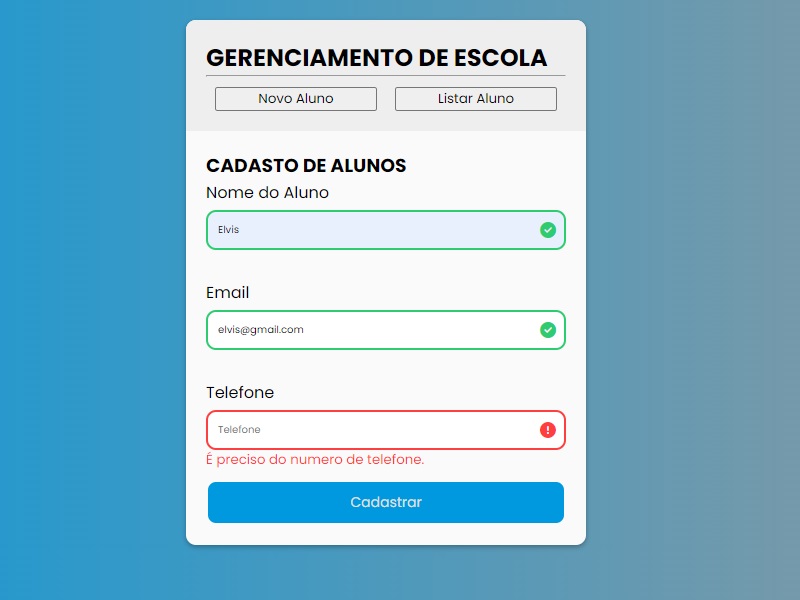 GERENCIAMENTO DE ESCOLA
Novo Aluno Listar Aluno
CADASTO DE ALUNOS
Nome do Aluno
Elvis
Email
elvis@gmail.com
Telefone
Telefone
É preciso do numero de telefone.
Cadastrar